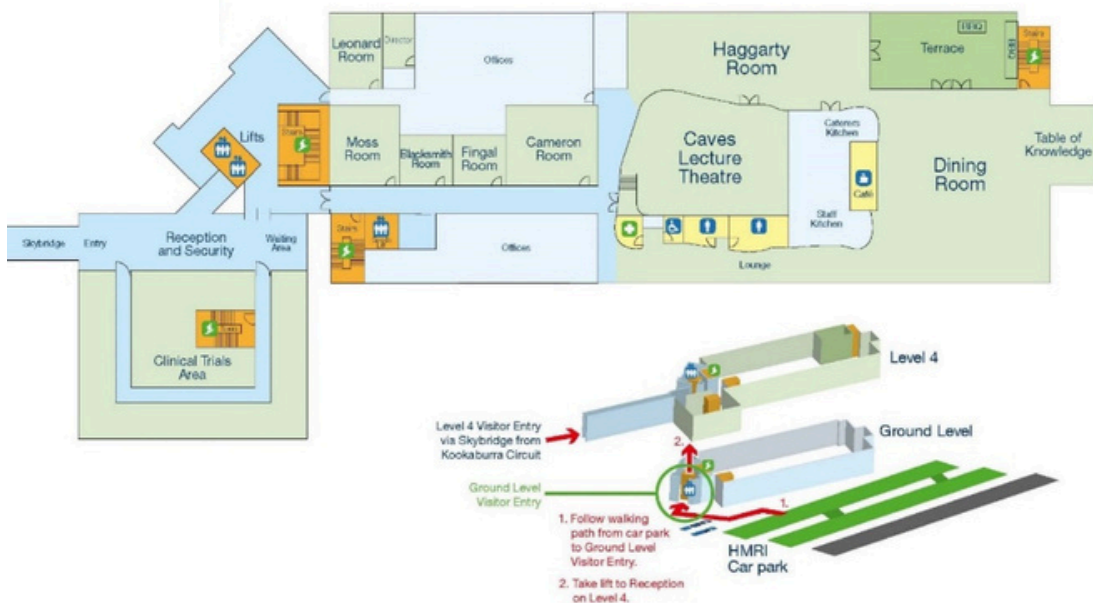 Leonard
Room
Director
Offices
Haggarty
Room
Terrace
BBQ
BBQ
Stairs
Lifts
Stairs
Moss
Room
Blacksmith
Room
Fingal
Room
Cameron
Room
Caves
Lecture
Theatre
Caterers
Kitchen
Dining
Room
Table of
Knowledge
Café
Staff
Kitchen
Skybridge
Entry
Reception
and Security
Waiting
Area
Stairs
Lift
Offices
Lounge
Clinical Trials
Area
Level 4
Level 4 Visitor Entry
via Skybridge from
Kookaburra Circuit
2.
Ground Level
Ground Level
Visitor Entry
1.
1. Follow walking
path from car park
to Ground Level
Visitor Entry.
2. Take lift to Reception
on Level 4.
HMRI
Car park